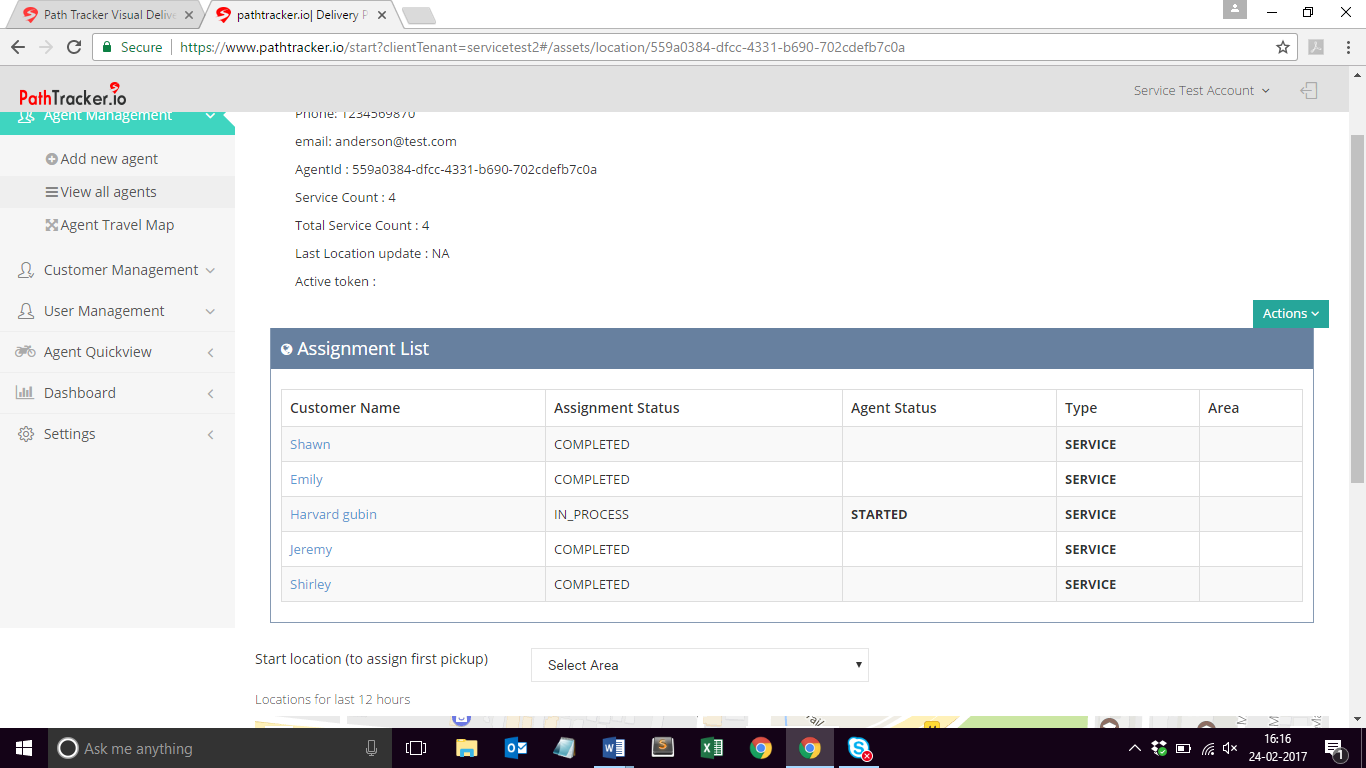 Path Tracker Visual Delive
pathtracker.io| Delivery P
Secure https://www.pathtracker.io/start?clientTenant=servicetest2#/assets/location/559a0384-dfcc-4331-b690-702cdefb7c0a
PathTracker.io
Service Test Account
Agent Management
Add new agent
View all agents
Agent Travel Map
Customer Management
User Management
Agent Quickview
Dashboard
Settings
Phone: 1234569870
email: anderson@test.com
AgentId : 559a0384-dfcc-4331-b690-702cdefb7c0a
Service Count : 4
Total Service Count : 4
Last Location update : NA
Active token :
Actions
Assignment List
Customer Name Assignment Status Agent Status Type Area
Shawn COMPLETED SERVICE
Emily COMPLETED SERVICE
Harvard gubin IN_PROCESS STARTED SERVICE
Jeremy COMPLETED SERVICE
Shirley COMPLETED SERVICE
Start location (to assign first pickup) Select Area
Locations for last 12 hours
Ask me anything
16:16
24-02-2017
1